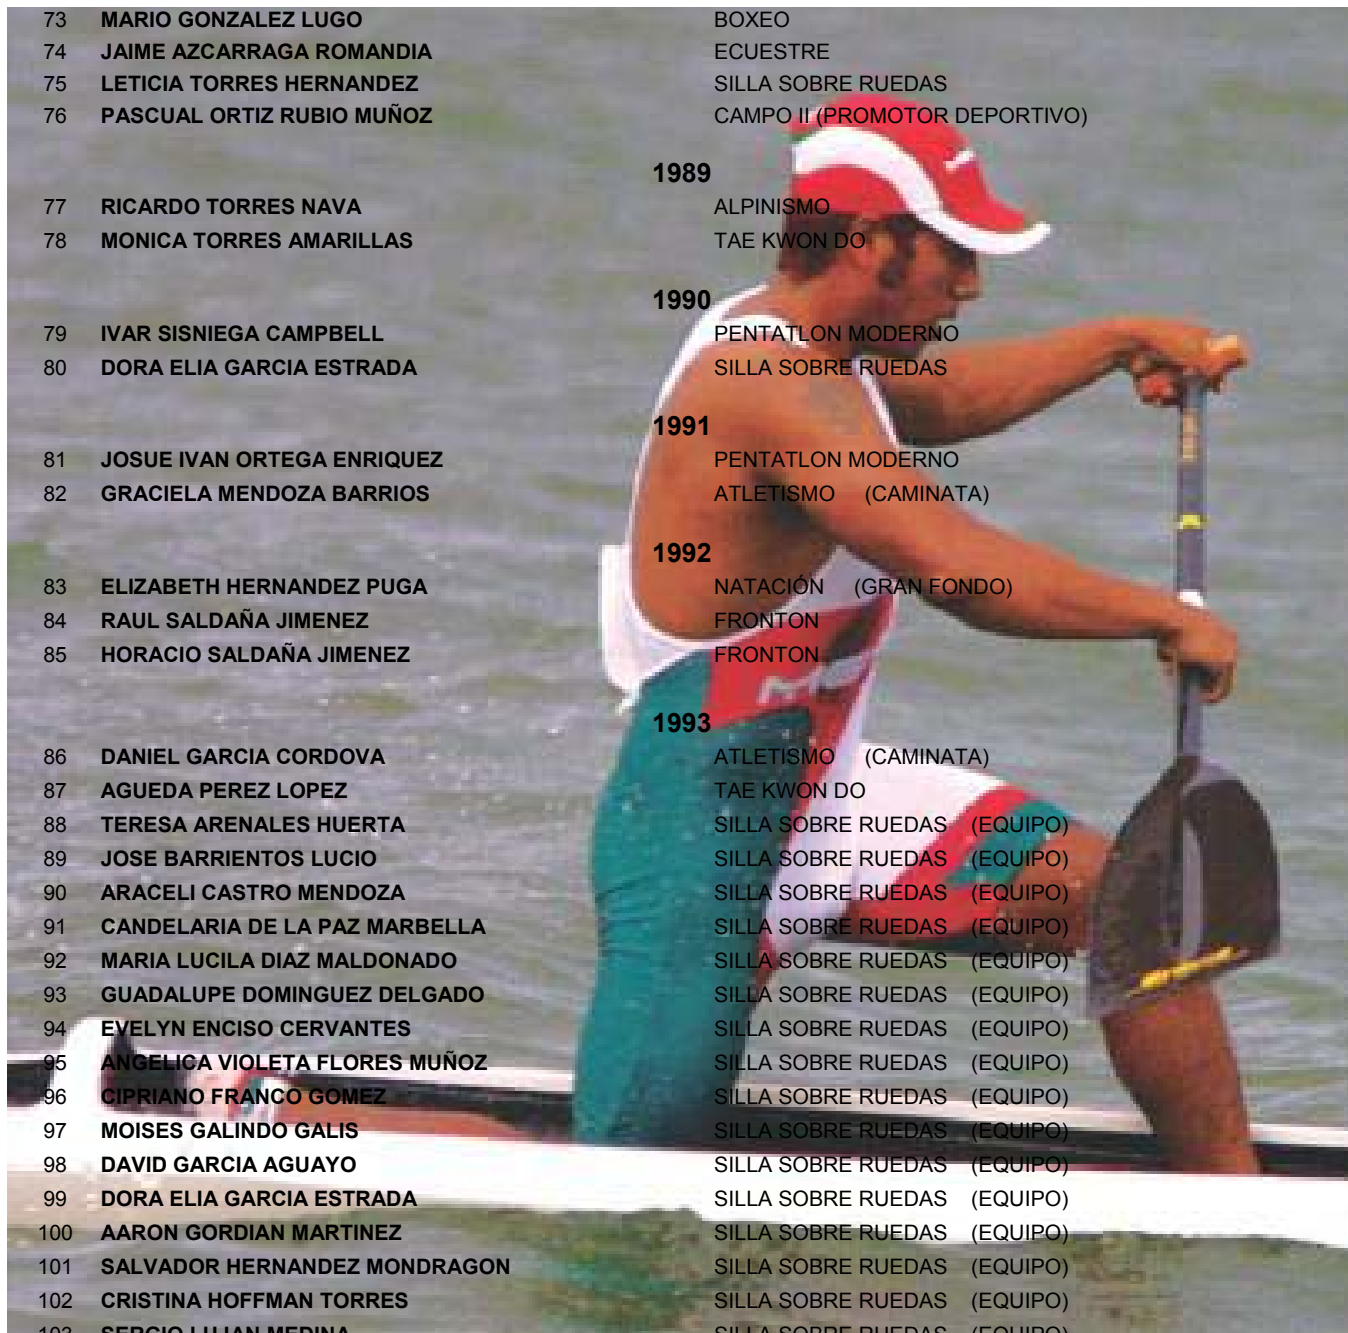 73 MARIO GONZALEZ LUGO BOXEO
74 JAIME AZCARRAGA ROMANDIA ECUESTRE
75 LETICIA TORRES HERNANDEZ SILLA SOBRE RUEDAS
76 PASCUAL ORTIZ RUBIO MUÑOZ CAMPO II (PROMOTOR DEPORTIVO)
1989
77 RICARDO TORRES NAVA ALPINISMO
78 MONICA TORRES AMARILLAS TAE KWON DO
1990
79 IVAR SISNIEGA CAMPBELL PENTATLON MODERNO
80 DORA ELIA GARCIA ESTRADA SILLA SOBRE RUEDAS
1991
81 JOSUE IVAN ORTEGA ENRIQUEZ PENTATLON MODERNO
82 GRACIELA MENDOZA BARRIOS ATLETISMO (CAMINATA)
1992
83 ELIZABETH HERNANDEZ PUGA NATACIÓN (GRAN FONDO)
84 RAUL SALDAÑA JIMENEZ FRONTON
85 HORACIO SALDAÑA JIMENEZ FRONTON
1993
86 DANIEL GARCIA CORDOVA ATLETISMO (CAMINATA)
87 AGUEDA PEREZ LOPEZ TAE KWON DO
88 TERESA ARENALES HUERTA SILLA SOBRE RUEDAS (EQUIPO)
89 JOSE BARRIENTOS LUCIO SILLA SOBRE RUEDAS (EQUIPO)
90 ARACELI CASTRO MENDOZA SILLA SOBRE RUEDAS (EQUIPO)
91 CANDELARIA DE LA PAZ MARBELLA SILLA SOBRE RUEDAS (EQUIPO)
92 MARIA LUCILA DIAZ MALDONADO SILLA SOBRE RUEDAS (EQUIPO)
93 GUADALUPE DOMINGUEZ DELGADO SILLA SOBRE RUEDAS (EQUIPO)
94 EVELYN ENCISO CERVANTES SILLA SOBRE RUEDAS (EQUIPO)
95 ANGELICA VIOLETA FLORES MUÑOZ SILLA SOBRE RUEDAS (EQUIPO)
96 CIPRIANO FRANCO GOMEZ SILLA SOBRE RUEDAS (EQUIPO)
97 MOISES GALINDO GALIS SILLA SOBRE RUEDAS (EQUIPO)
98 DAVID GARCIA AGUAYO SILLA SOBRE RUEDAS (EQUIPO)
99 DORA ELIA GARCIA ESTRADA SILLA SOBRE RUEDAS (EQUIPO)
100 AARON GORDIAN MARTINEZ SILLA SOBRE RUEDAS (EQUIPO)
101 SALVADOR HERNANDEZ MONDRAGON SILLA SOBRE RUEDAS (EQUIPO)
102 CRISTINA HOFFMAN TORRES SILLA SOBRE RUEDAS (EQUIPO)
103 SERGIO LUJAN MEDINA SILLA SOBRE RUEDAS (EQUIPO)